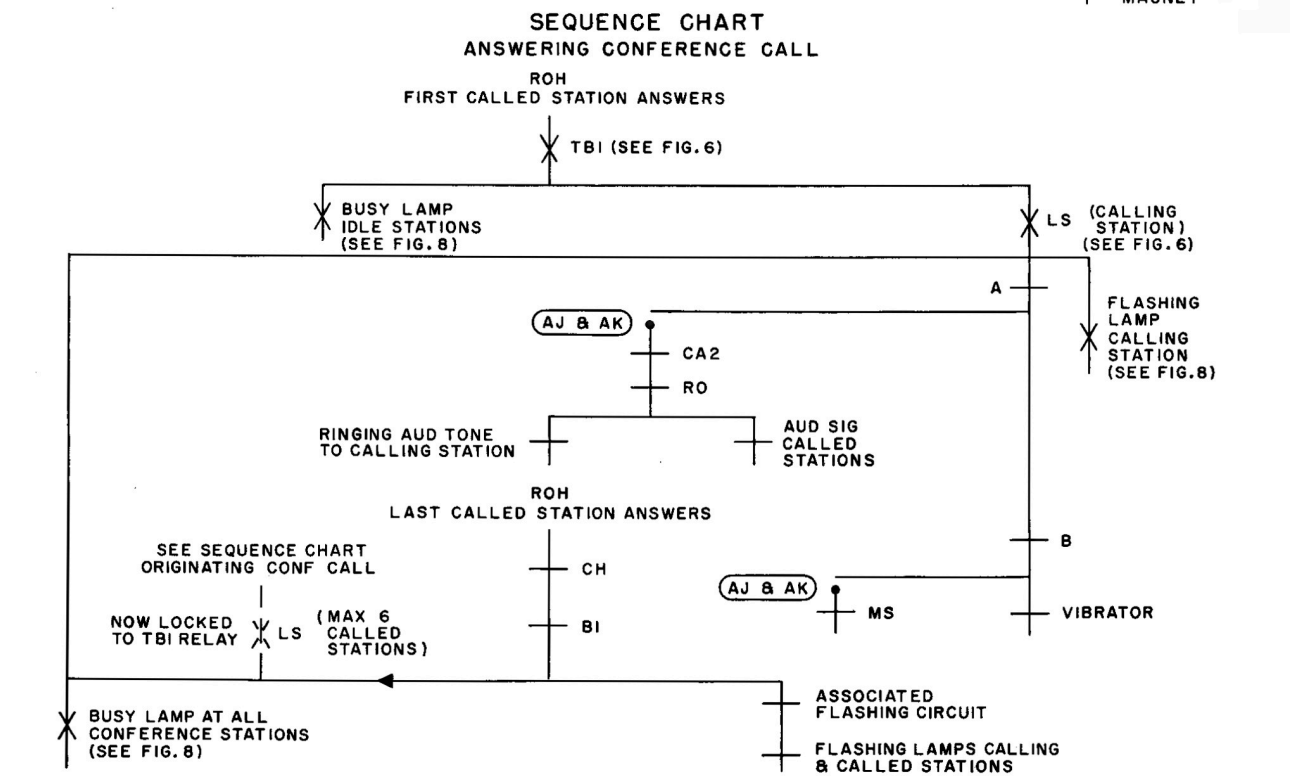 MAGNET
SEQUENCE CHART
ANSWERING CONFERENCE CALL
ROH
FIRST CALLED STATION ANSWERS
TBI (SEE FIG.6)
BUSY LAMP
IDLE STATIONS
(SEE FIG.8)
LS (CALLING
STATION)
(SEE FIG.6)
A
FLASHING
LAMP
CALLING
STATION
(SEE FIG.8)
AJ & AK
CA2
RO
RINGING AUD TONE
TO CALLING STATION
AUD SIG
CALLED
STATIONS
ROH
LAST CALLED STATION ANSWERS
B
SEE SEQUENCE CHART
ORIGINATING CONF CALL
CH
AJ & AK
MS
VIBRATOR
NOW LOCKED
TO TBI RELAY
LS
(MAX 6
CALLED
STATIONS)
BI
ASSOCIATED
FLASHING CIRCUIT
BUSY LAMP AT ALL
CONFERENCE STATIONS
(SEE FIG.8)
FLASHING LAMPS CALLING
& CALLED STATIONS